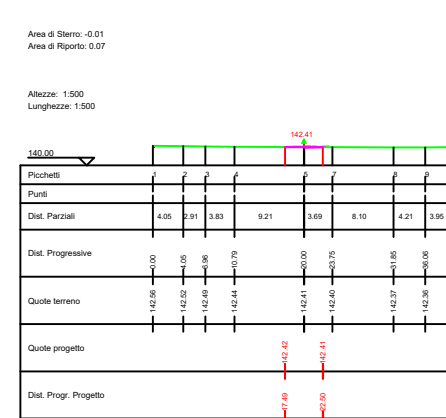 Area di Sterro: -0.01
Area di Riporto: 0.07
Altezze: 1:500
Lunghezze: 1:500
142.41
140.00
Picchetti 1 2 3 4 5 7 8 9
Punti
Dist. Parziali 4.05 2.91 3.83 9.21 3.69 8.10 4.21 3.95
Dist. Progressive 0.00 4.05 6.96 10.79 20.00 23.75 31.85 36.06
Quote terreno 142.56 142.52 142.49 142.44 142.41 142.40 142.37 142.36
Quote progetto 142.42 142.41
Dist. Progr. Progetto 17.49 22.50